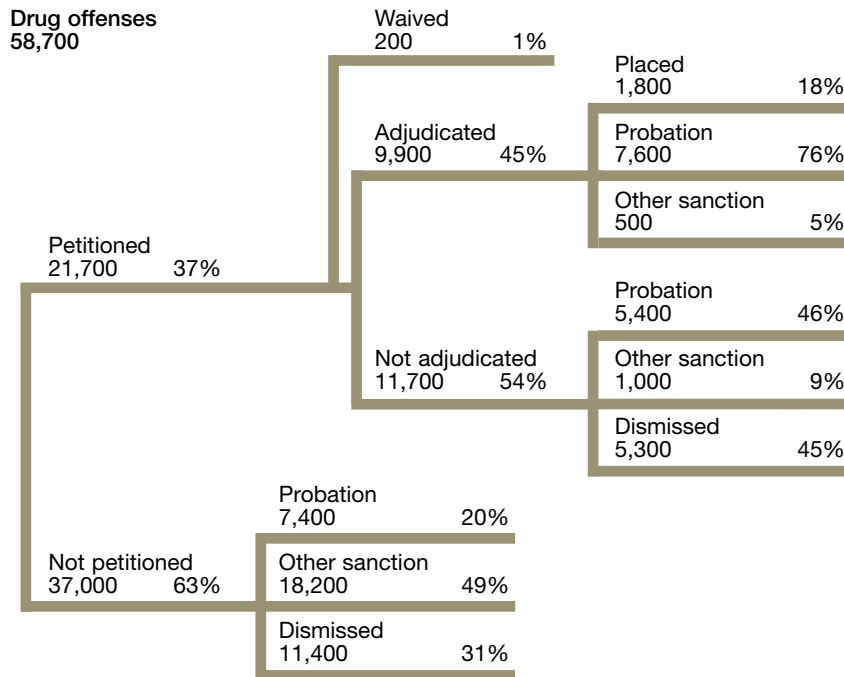 Drug offenses
58,700
Waived
200 1%
Placed
1,800 18%
Adjudicated
9,900 45%
Probation
7,600 76%
Other sanction
500 5%
Petitioned
21,700 37%
Probation
5,400 46%
Not adjudicated
11,700 54%
Other sanction
1,000 9%
Dismissed
5,300 45%
Probation
7,400 20%
Not petitioned
37,000 63%
Other sanction
18,200 49%
Dismissed
11,400 31%